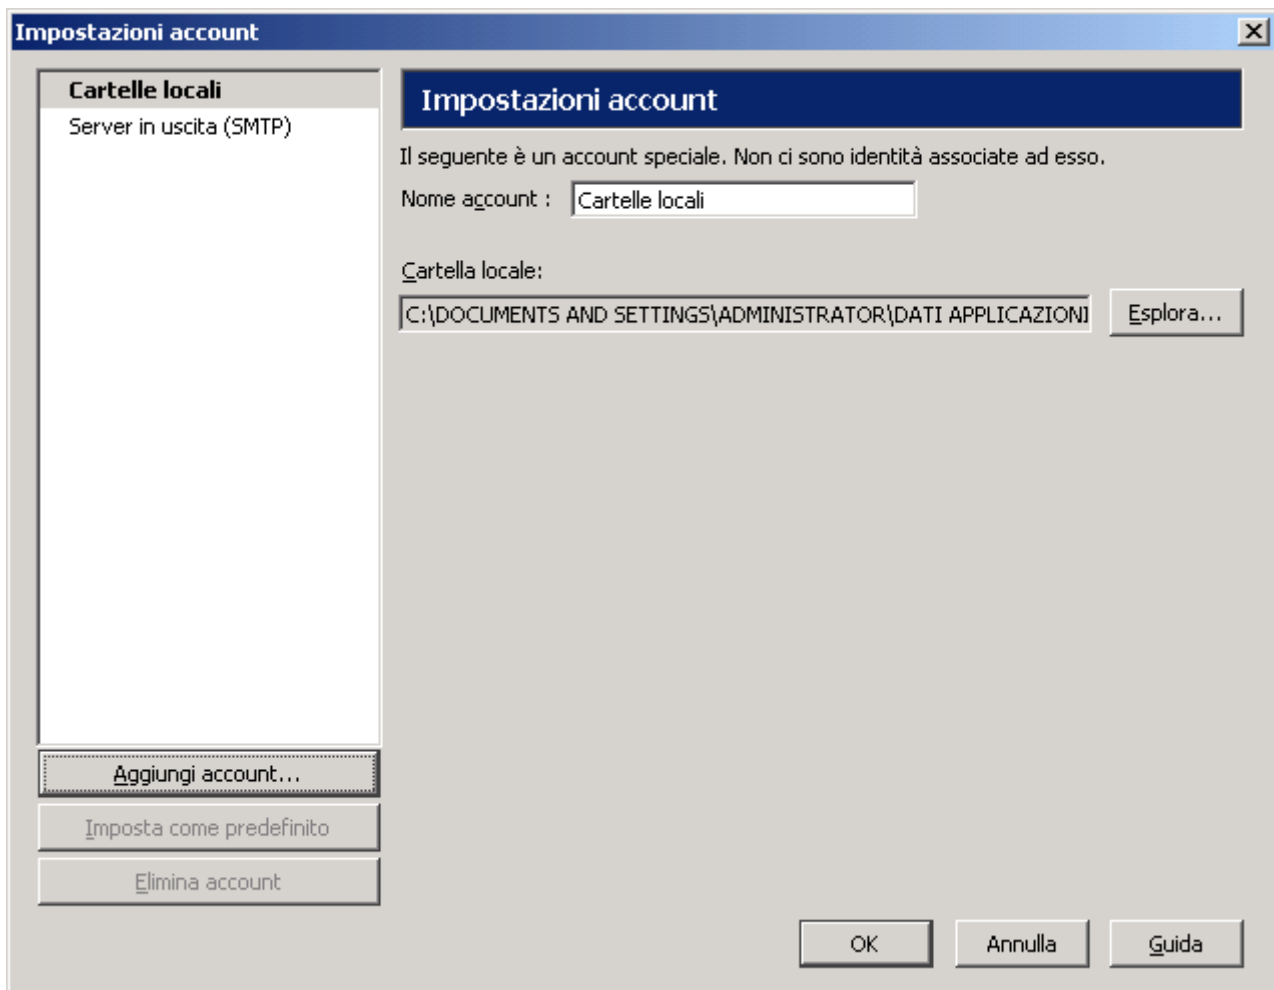 Impostazioni account
Cartelle locali
Server in uscita (SMTP)
Impostazioni account
Il seguente è un account speciale. Non ci sono identità associate ad esso.
Nome account : Cartelle locali
Cartella locale:
C:\DOCUMENTS AND SETTINGS\ADMINISTRATOR\DATI APPLICAZIONI Esplora...
Aggiungi account...
Imposta come predefinito
Elimina account
OK Annulla Guida